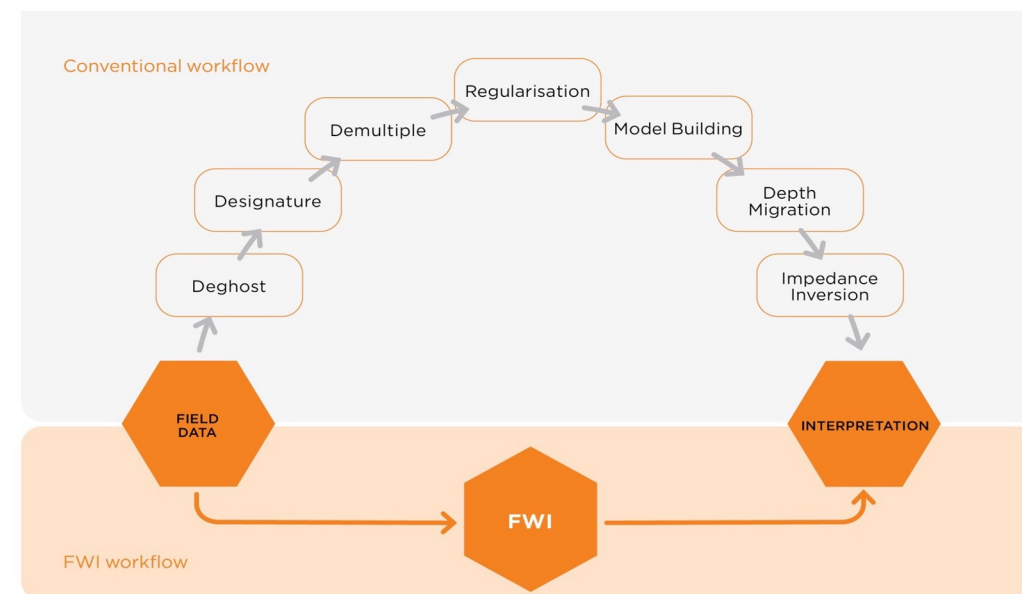 Conventional workflow
Regularisation
Demultiple
Model Building
Designature
Depth
Migration
Deghost
Impedance
Inversion
FIELD
DATA
INTERPRETATION
FWI
FWI workflow